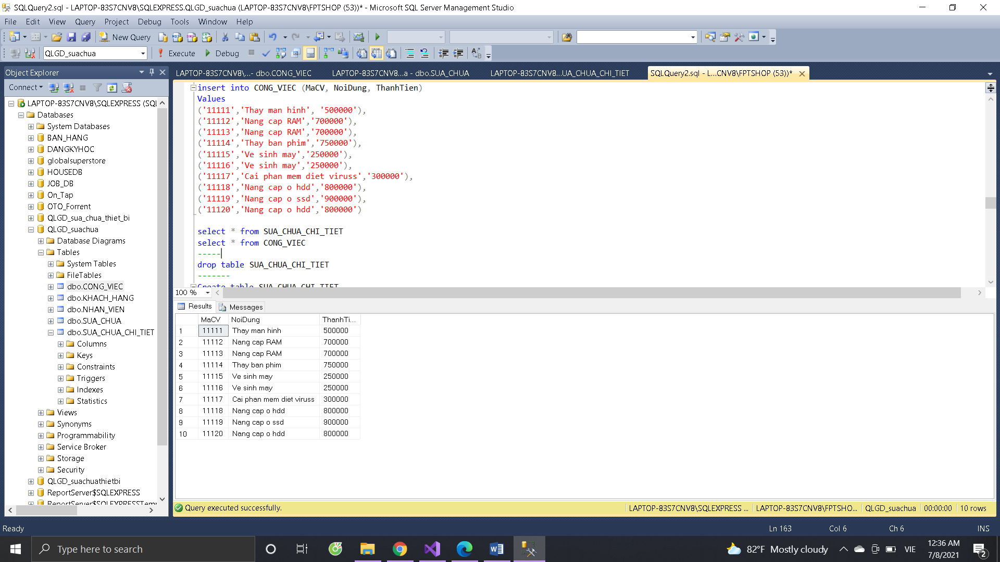 SQLQuery2.sql - LAPTOP-83S7CNV8\SQLEXPRESS.QLGD_suachua (LAPTOP-83S7CNV8\FPTSHOP (53))* - Microsoft SQL Server Management Studio
File Edit View Query Project Debug Tools Window Help
New Query
QLGD_suachua Execute Debug
Object Explorer
Connect
LAPTOP-83S7CNV8\SQLEXPRESS (SQL
Databases
System Databases
BAN_HANG
DANGKYHOC
globalsuperstore
HOUSEDB
JOB_DB
On_Tap
OTO_Forrent
QLGD_sua_chua_thiet_bi
QLGD_suachua
Database Diagrams
Tables
System Tables
FileTables
dbo.CONG_VIEC
dbo.KHACH_HANG
dbo.NHAN_VIEN
dbo.SUA_CHUA
dbo.SUA_CHUA_CHI_TIET
Columns
Keys
Constraints
Triggers
Indexes
Statistics
Views
Synonyms
Programmability
Service Broker
Storage
Security
QLGD_suachuathietbi
ReportServer$SQLEXPRESS
ReportServer$SQLEXPRESSTem
LAPTOP-83S7CNV8\...- dbo.CONG_VIEC LAPTOP-83S7CNV8...a - dbo.SUA_CHUA LAPTOP-83S7CNV8...UA_CHUA_CHI_TIET SQLQuery2.sql - L...CNV8\FPTSHOP (53))*
insert into CONG_VIEC (MaCV, NoiDung, ThanhTien)
Values
('11111','Thay man hinh', '500000'),
('11112','Nang cap RAM','700000'),
('11113','Nang cap RAM','700000'),
('11114','Thay ban phim','750000'),
('11115','Ve sinh may','250000'),
('11116','Ve sinh may','250000'),
('11117','Cai phan mem diet viruss','300000'),
('11118','Nang cap o hdd','800000'),
('11119','Nang cap o ssd','900000'),
('11120','Nang cap o hdd','800000')
select * from SUA_CHUA_CHI_TIET
select * from CONG_VIEC
-----
drop table SUA_CHUA_CHI_TIET
-------
Create table SUA_CHUA_CHI_TIET
100 %
Results Messages
MaCV NoiDung ThanhTi...
1 11111 Thay man hinh 500000
2 11112 Nang cap RAM 700000
3 11113 Nang cap RAM 700000
4 11114 Thay ban phim 750000
5 11115 Ve sinh may 250000
6 11116 Ve sinh may 250000
7 11117 Cai phan mem diet viruss 300000
8 11118 Nang cap o hdd 800000
9 11119 Nang cap o ssd 900000
10 11120 Nang cap o hdd 800000
Query executed successfully. LAPTOP-83S7CNV8\SQLEXPRESS ... LAPTOP-83S7CNV8\FPTSHO... QLGD_suachua 00:00:00 10 rows
Ready Ln 163 Col 6 Ch 6 INS
Type here to search 82°F Mostly cloudy VIE 12:36 AM
7/8/2021 2